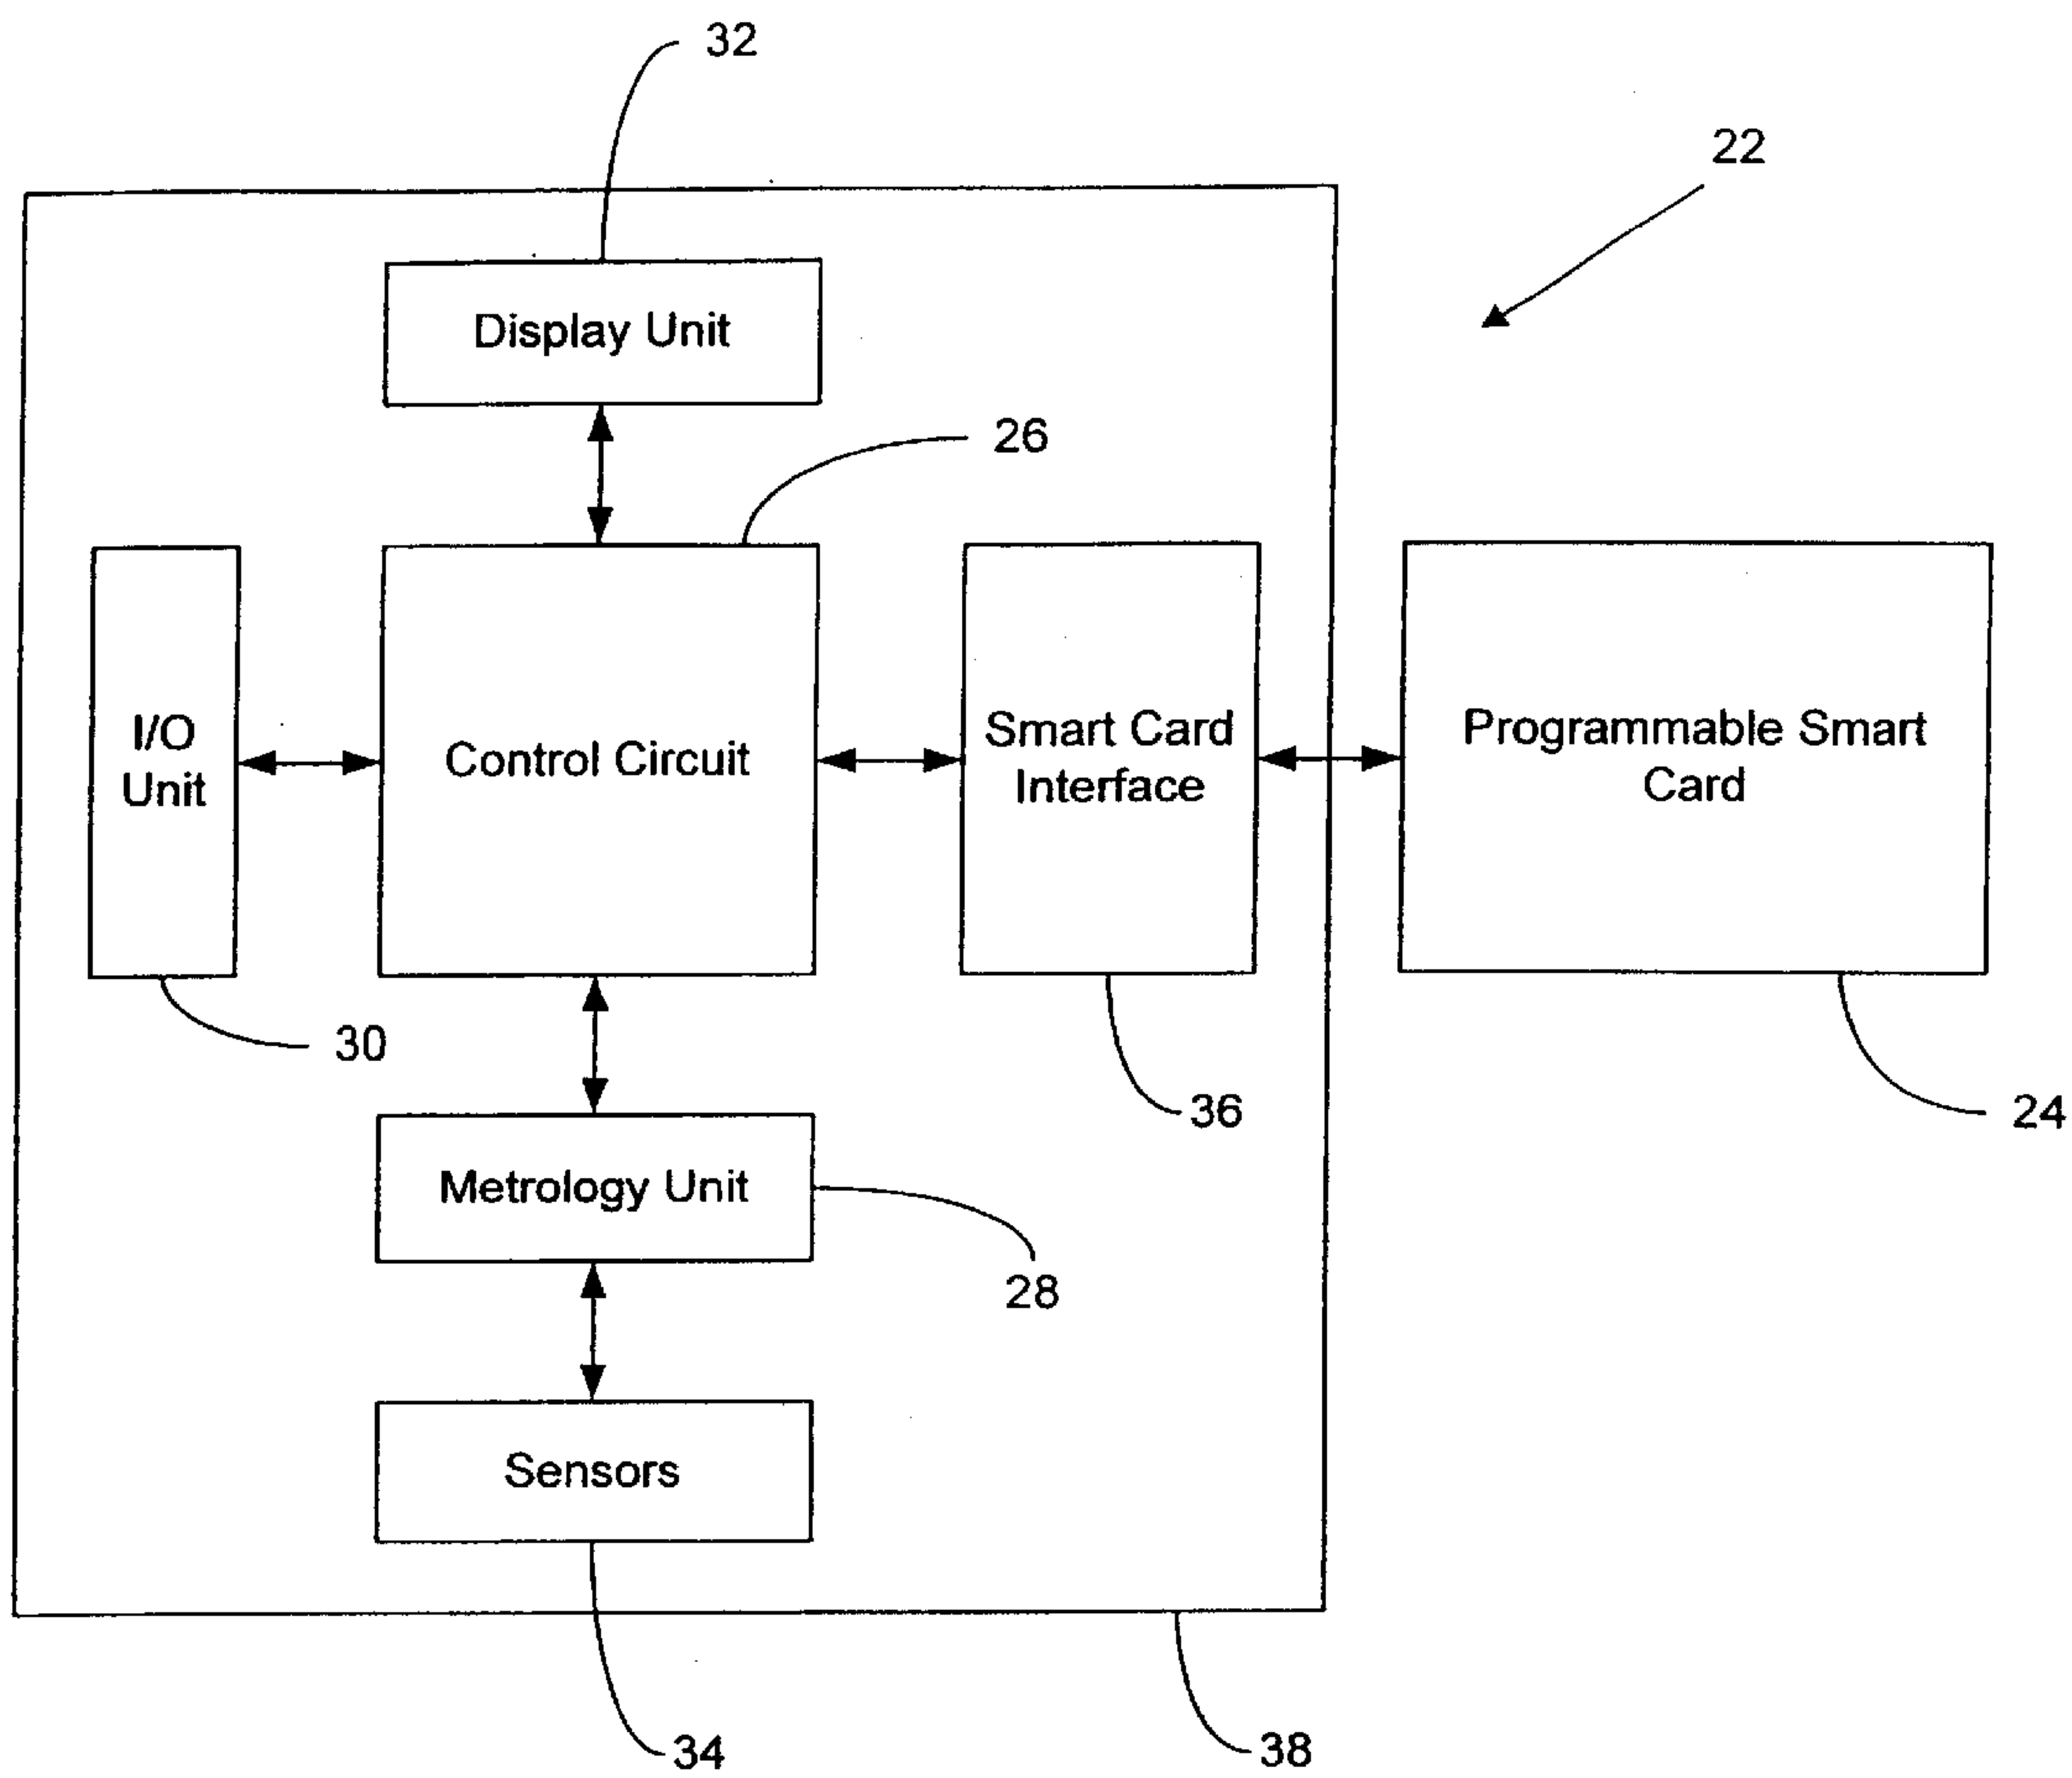 32
22
Display Unit
26
I/O
Unit
Control Circuit
Smart Card
Interface
Programmable Smart
Card
30
36
24
Metrology Unit
28
Sensors
34
38